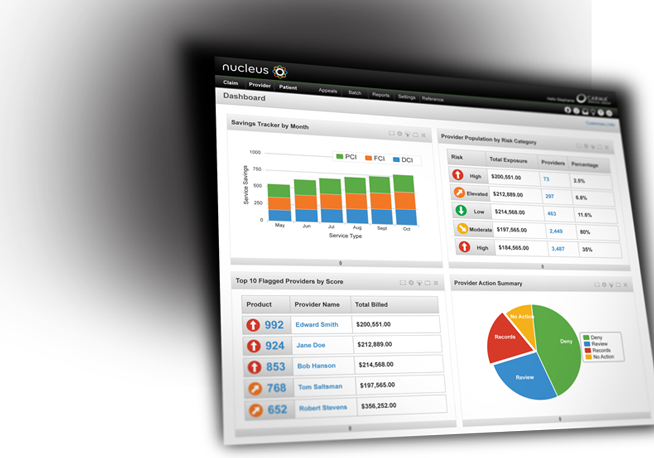 nucleus
Claim Provider Patient Appeals Batch Reports Settings Reference
Hello Stephanie
Dashboard
Savings Tracker by Month
Service Savings
1000
750
500
250
0
PCI FCI DCI
May Jun Jul Aug Sept Oct
Service Type
Provider Population by Risk Category
Risk Total Exposure Providers Percentage
High $200,551.00 73 2.5%
Elevated $212,889.00 297 6.8%
Low $214,568.00 463 11.6%
Moderate $197,565.00 2,449 80%
High $184,565.00 3,487 35%
Top 10 Flagged Providers by Score
Product Provider Name Total Billed
992 Edward Smith $200,551.00
924 Jane Doe $212,889.00
853 Bob Hanson $214,568.00
768 Tom Saltsman $197,565.00
652 Robert Stevens $356,252.00
Provider Action Summary
No Action
Records
Deny
Review
Deny
Review
Records
No Action